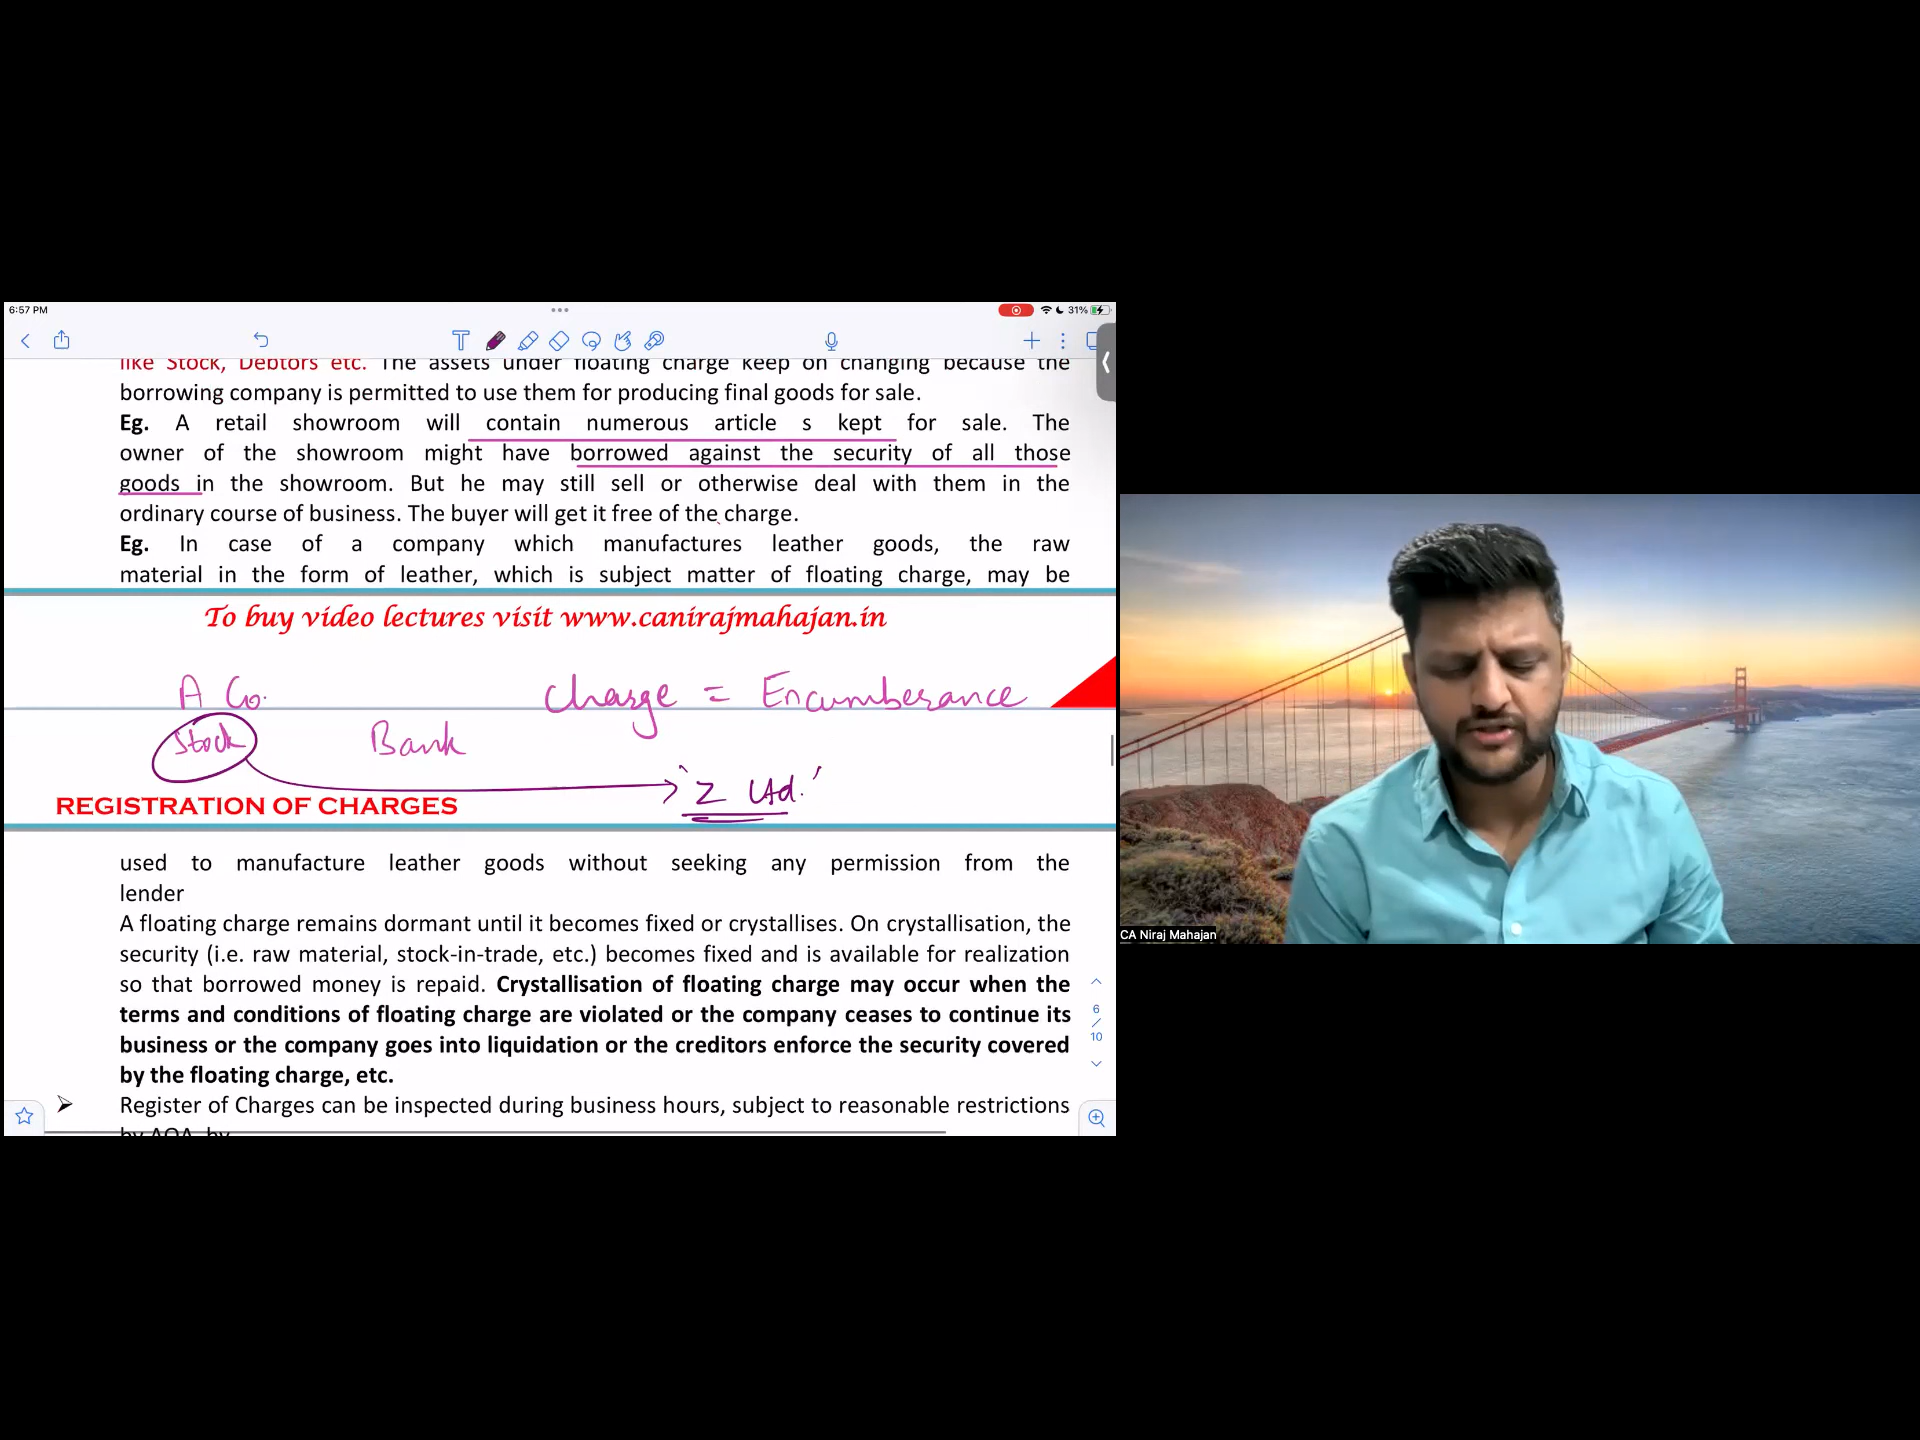 6:57 PM
31%
like Stock, Debtors etc. The assets under floating charge keep on changing because the
borrowing company is permitted to use them for producing final goods for sale.
Eg. A retail showroom will contain numerous article s kept for sale. The
owner of the showroom might have borrowed against the security of all those
goods in the showroom. But he may still sell or otherwise deal with them in the
ordinary course of business. The buyer will get it free of the charge.
Eg. In case of a company which manufactures leather goods, the raw
material in the form of leather, which is subject matter of floating charge, may be
To buy video lectures visit www.canirajmahajan.in
A Co. Charge = Encumberance
Stock Bank
'Z Ltd.'
REGISTRATION OF CHARGES
used to manufacture leather goods without seeking any permission from the
lender
A floating charge remains dormant until it becomes fixed or crystallises. On crystallisation, the
security (i.e. raw material, stock-in-trade, etc.) becomes fixed and is available for realization
so that borrowed money is repaid. Crystallisation of floating charge may occur when the
terms and conditions of floating charge are violated or the company ceases to continue its
business or the company goes into liquidation or the creditors enforce the security covered
by the floating charge, etc.
Register of Charges can be inspected during business hours, subject to reasonable restrictions
by AOA, by
6 / 10
CA Niraj Mahajan